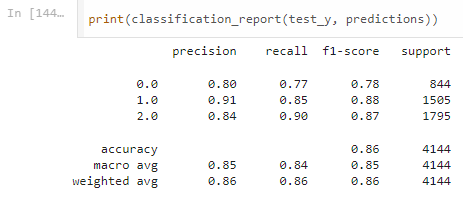 In [144…
print(classification_report(test_y, predictions))
precision recall f1-score support
0.0 0.80 0.77 0.78 844
1.0 0.91 0.85 0.88 1505
2.0 0.84 0.90 0.87 1795
accuracy 0.86 4144
macro avg 0.85 0.84 0.85 4144
weighted avg 0.86 0.86 0.86 4144